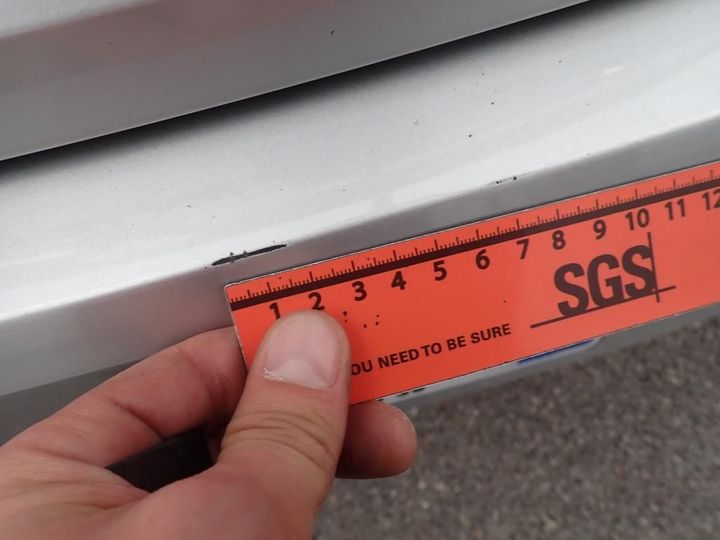 1 2 3 4 5 6 7 8 9 10 11 12
SGS
OU NEED TO BE SURE